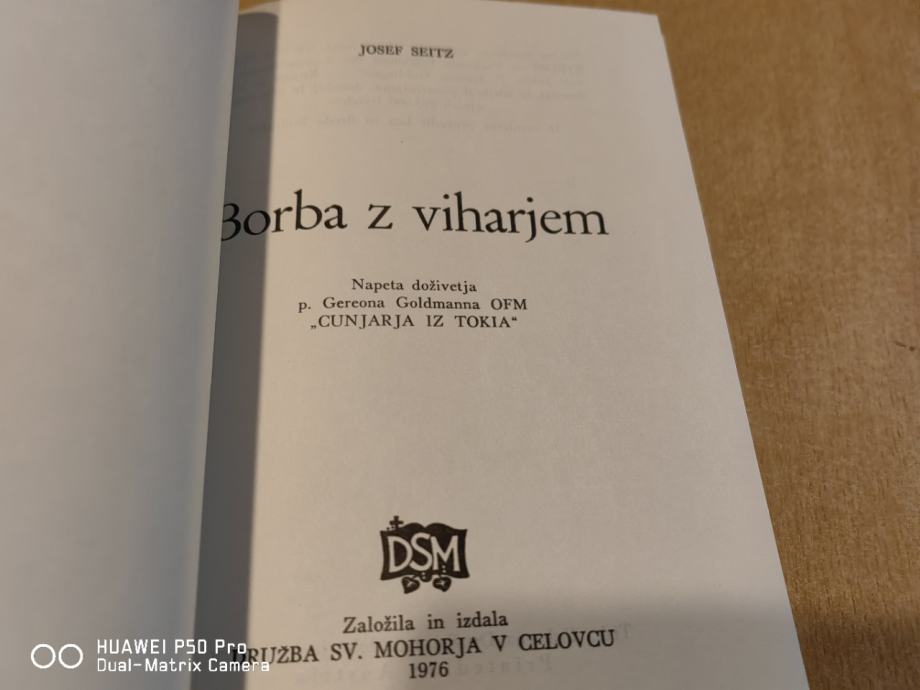 JOSEF SEITZ
Borba z viharjem
Napeta doživetja
p. Gereona Goldmanna OFM
„CUNJARJA IZ TOKIA“
DSM
Založila in izdala
DRUŽBA SV. MOHORJA V CELOVCU
1976
HUAWEI P50 Pro
Dual-Matrix Camera